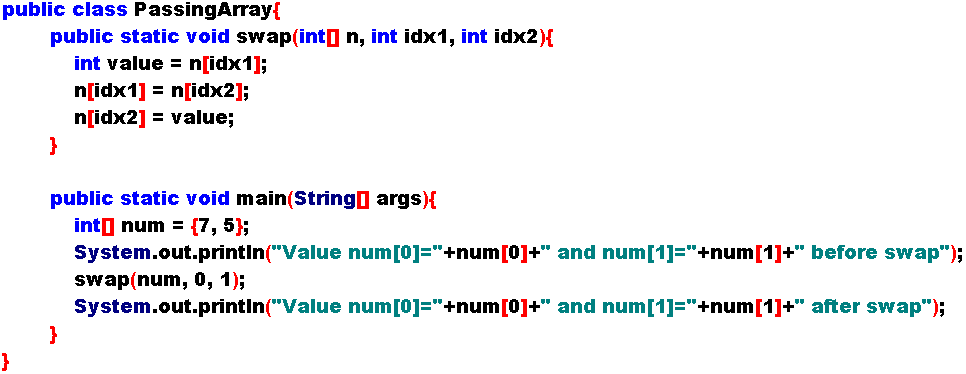 public class PassingArray{
public static void swap(int[] n, int idx1, int idx2){
int value = n[idx1];
n[idx1] = n[idx2];
n[idx2] = value;
}
public static void main(String[] args){
int[] num = {7, 5};
System.out.println("Value num[0]="+num[0]+" and num[1]="+num[1]+" before swap");
swap(num, 0, 1);
System.out.println("Value num[0]="+num[0]+" and num[1]="+num[1]+" after swap");
}
}